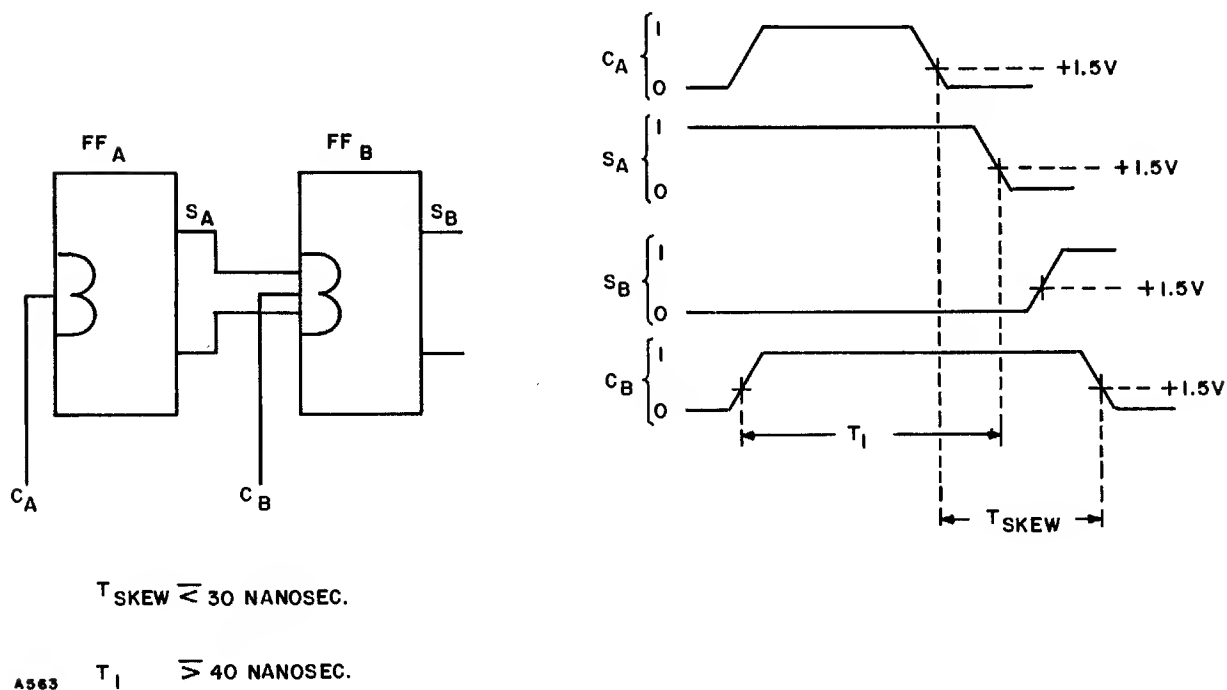 FF A
FF B
S A
S B
C A
C B
T SKEW ≤ 30 NANOSEC.
T 1 ≥ 40 NANOSEC.
A563
C A
1
0
+1.5V
S A
1
0
+1.5V
S B
1
0
+1.5V
C B
1
0
+1.5V
T 1
T SKEW